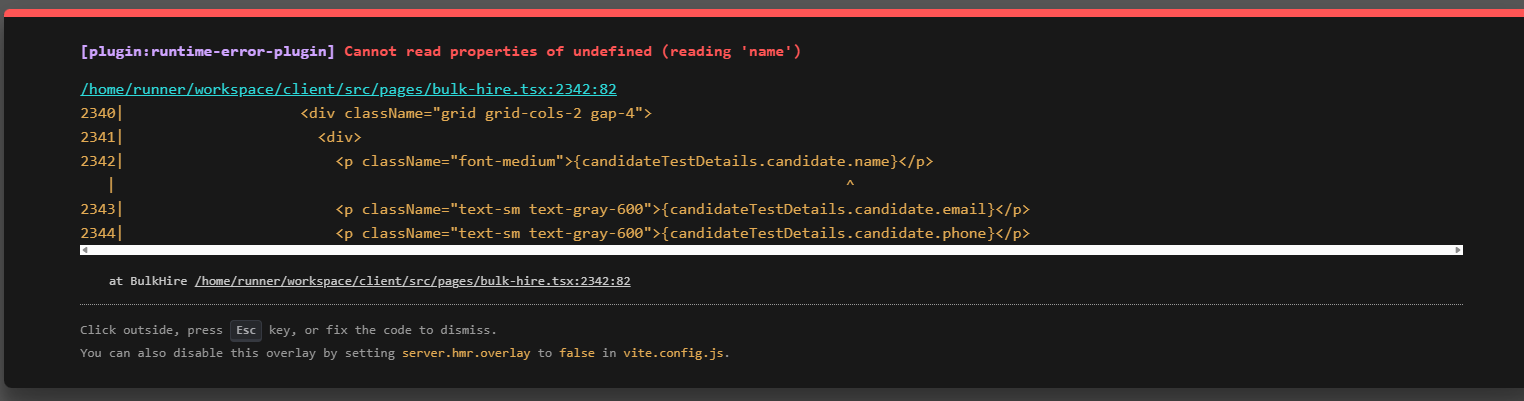 [plugin:runtime-error-plugin] Cannot read properties of undefined (reading 'name')
/home/runner/workspace/client/src/pages/bulk-hire.tsx:2342:82
2340|                    <div className="grid grid-cols-2 gap-4">
2341|                      <div>
2342|                        <p className="font-medium">{candidateTestDetails.candidate.name}</p>
   |                                                                                  ^
2343|                        <p className="text-sm text-gray-600">{candidateTestDetails.candidate.email}</p>
2344|                        <p className="text-sm text-gray-600">{candidateTestDetails.candidate.phone}</p>
at BulkHire /home/runner/workspace/client/src/pages/bulk-hire.tsx:2342:82
Click outside, press Esc key, or fix the code to dismiss.
You can also disable this overlay by setting server.hmr.overlay to false in vite.config.js.